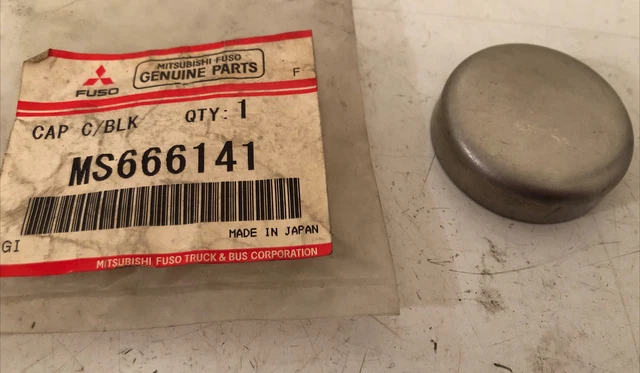 FUSO
MITSUBISHI FUSO
GENUINE PARTS
F
CAP C/BLK QTY: 1
MS666141
GI
MADE IN JAPAN
MITSUBISHI FUSO TRUCK & BUS CORPORATION